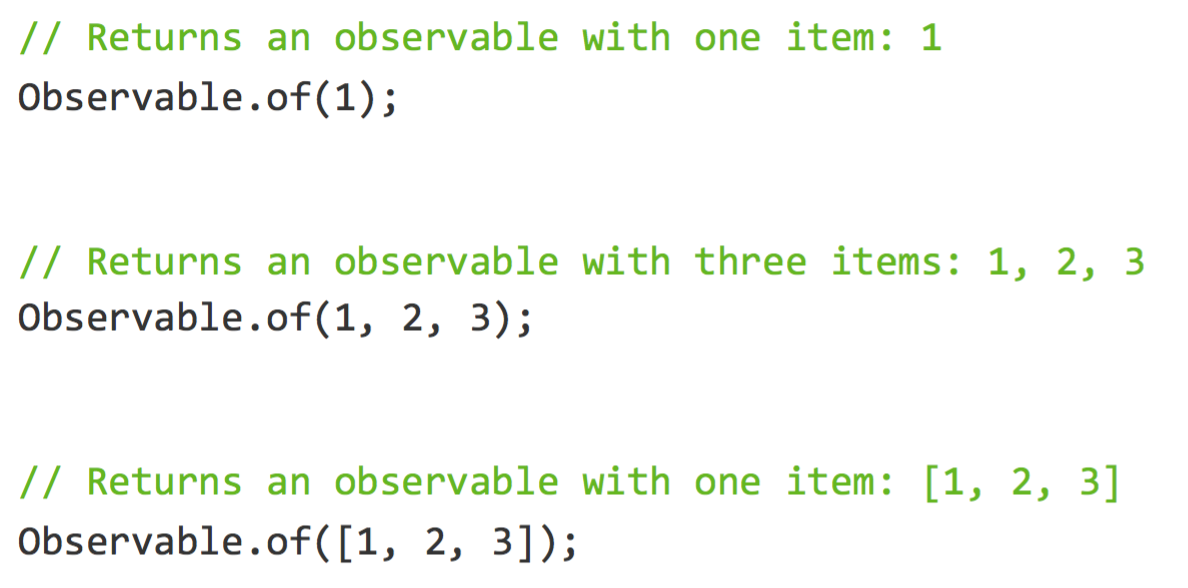 // Returns an observable with one item: 1
Observable.of(1);
// Returns an observable with three items: 1, 2, 3
Observable.of(1, 2, 3);
// Returns an observable with one item: [1, 2, 3]
Observable.of([1, 2, 3]);